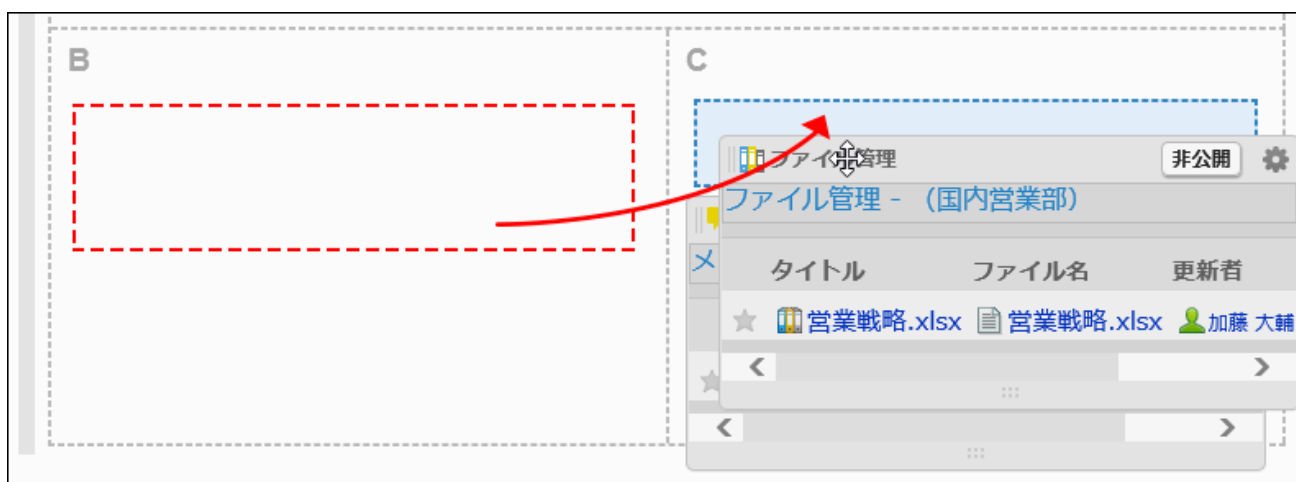 B
C
ファイル管理
非公開
ファイル管理 - （国内営業部）
メ
タイトル ファイル名 更新者
営業戦略.xlsx 営業戦略.xlsx 加藤 大輔